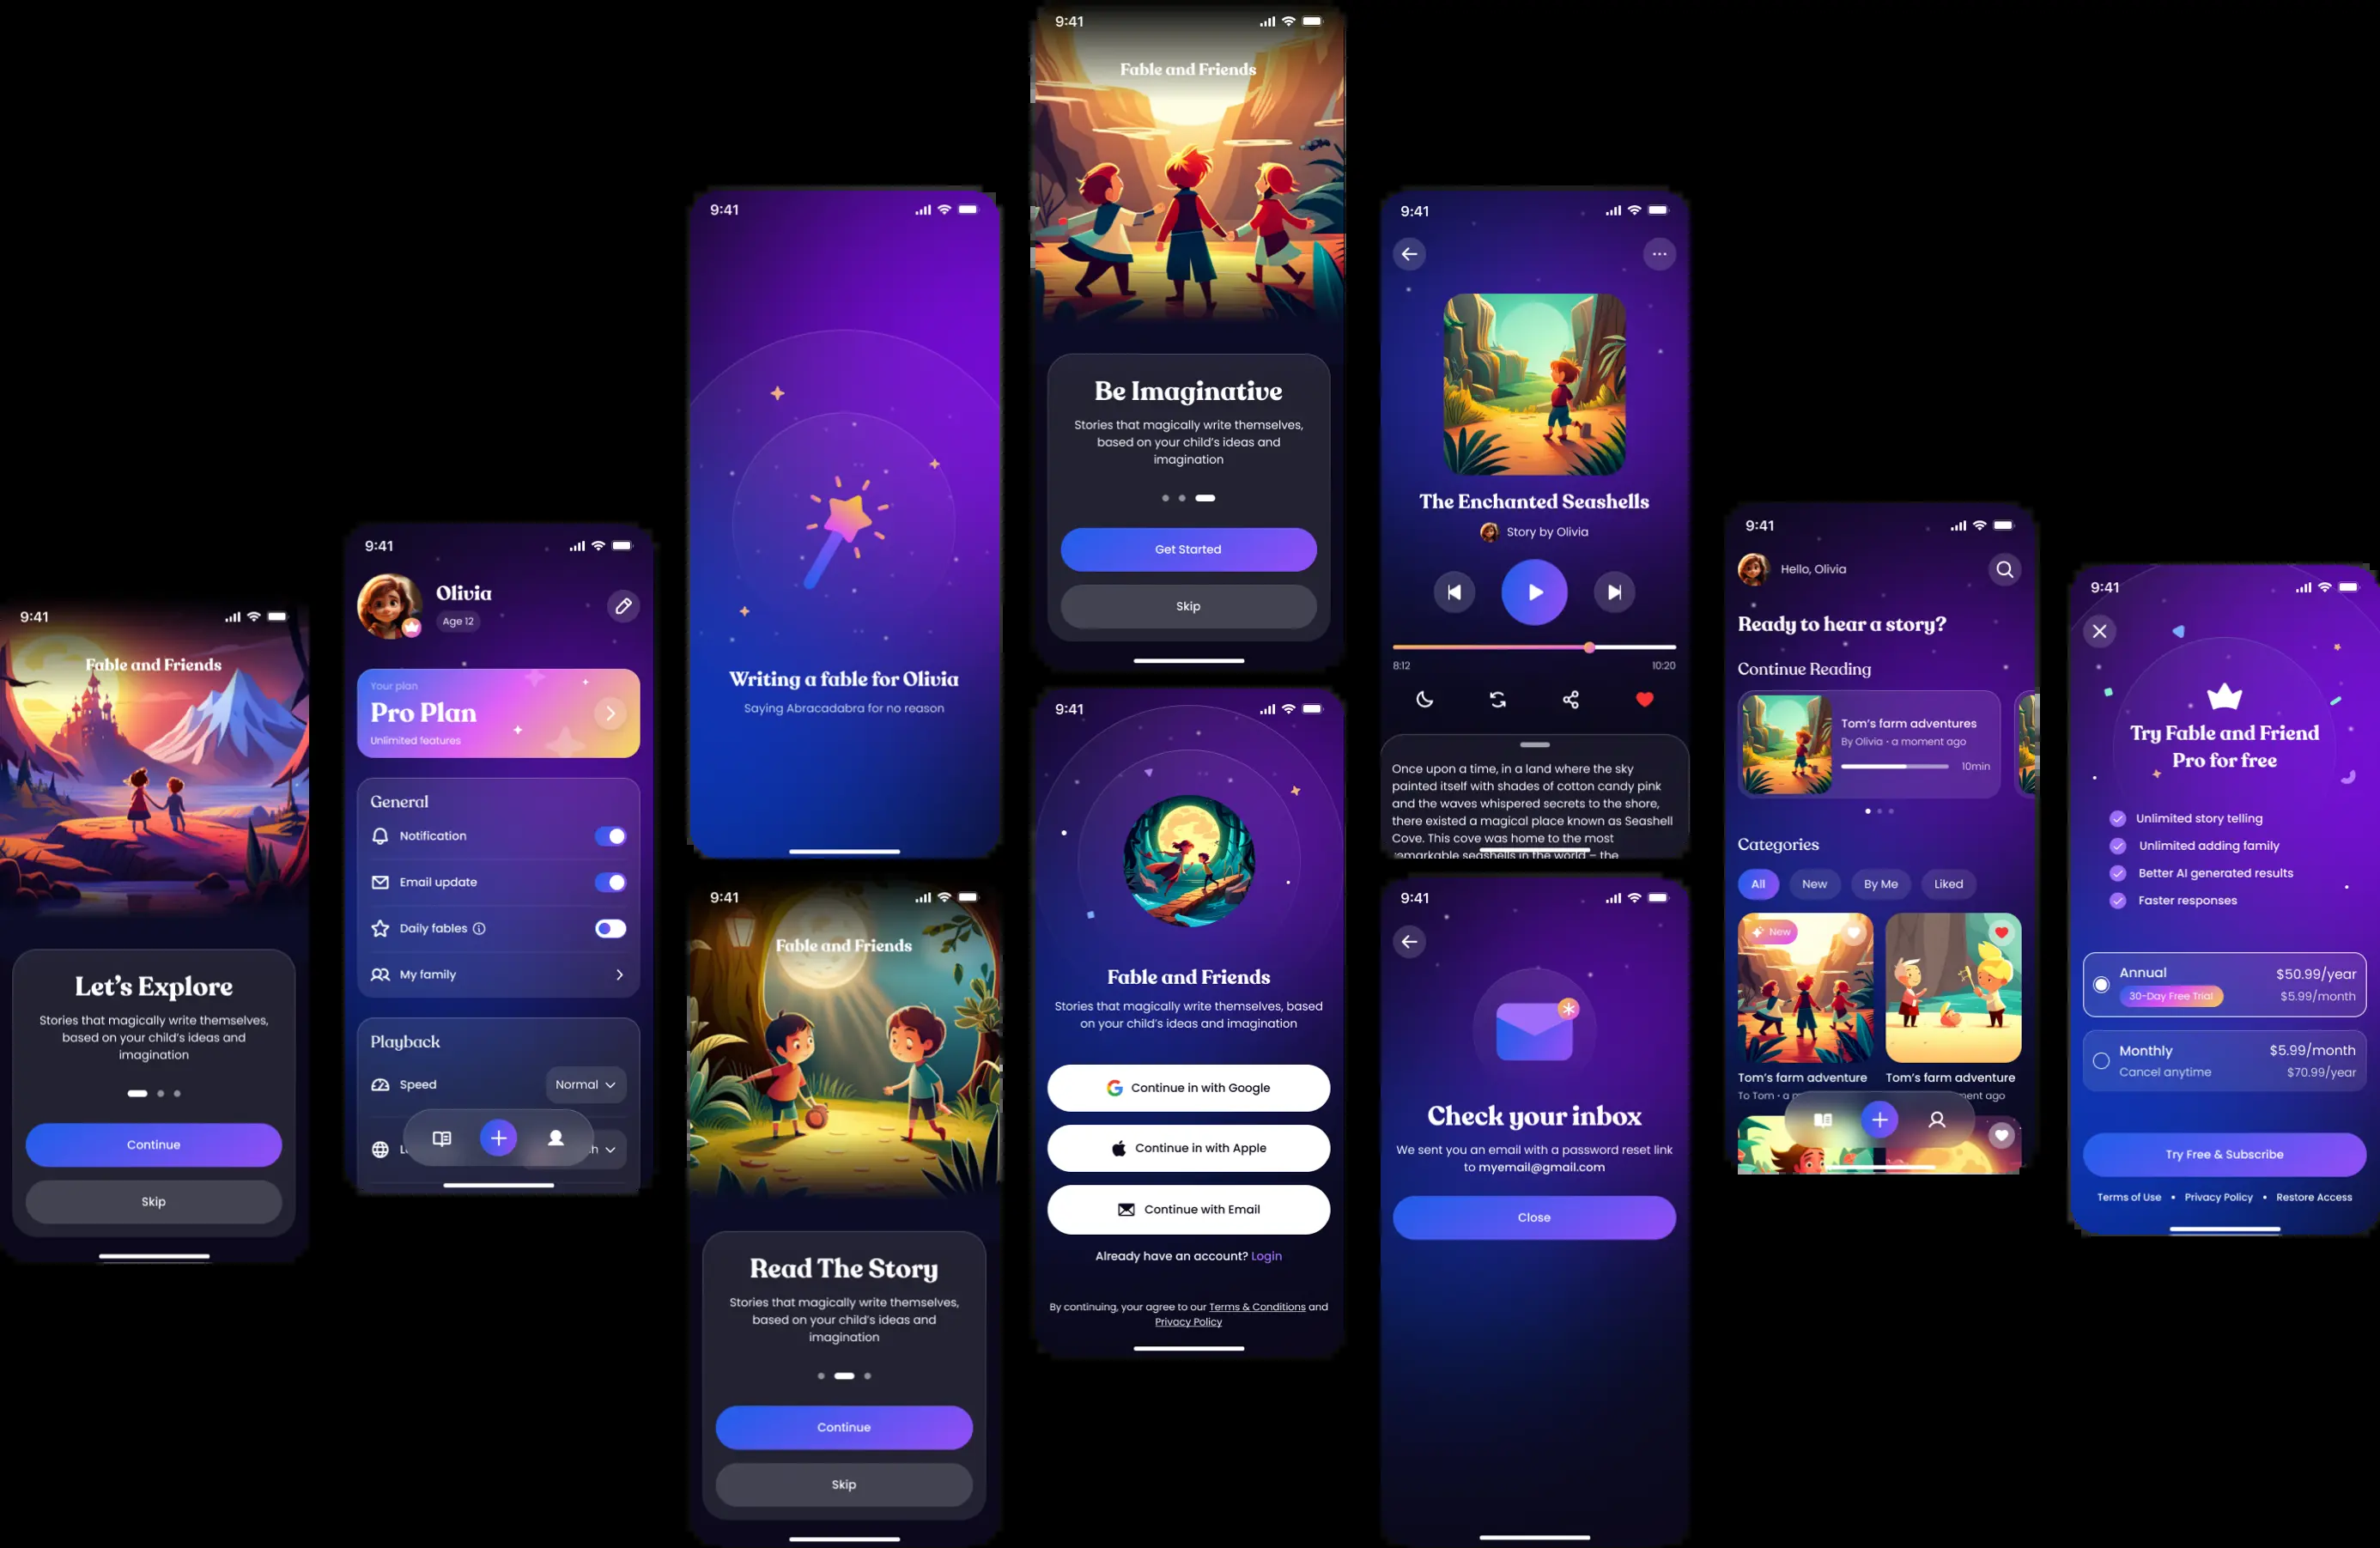 9:41
Fable and Friends
Let's Explore
Stories that magically write themselves,
based on your child's ideas and
imagination
Continue
Skip
9:41
Olivia
Age 12
Your plan
Pro Plan
Unlimited features
General
Notification
Email update
Daily fables
My family
Playback
Speed
Normal
9:41
Writing a fable for Olivia
Saying Abracadabra for no reason
9:41
Fable and Friends
Read The Story
Stories that magically write themselves,
based on your child's ideas and
imagination
Continue
Skip
9:41
Fable and Friends
Be Imaginative
Stories that magically write themselves,
based on your child's ideas and
imagination
Get Started
Skip
9:41
Fable and Friends
Stories that magically write themselves, based
on your child's ideas and imagination
Continue in with Google
Continue in with Apple
Continue with Email
Already have an account? Login
By continuing, your agree to our Terms & Conditions and
Privacy Policy
9:41
The Enchanted Seashells
Story by Olivia
8:12
10:20
Once upon a time, in a land where the sky
painted itself with shades of cotton candy pink
and the waves whispered secrets to the shore,
there existed a magical place known as Seashell
Cove. This cove was home to the most
remarkable seashells in the world – the
9:41
Check your inbox
We sent you an email with a password reset link
to myemail@gmail.com
Close
9:41
Hello, Olivia
Ready to hear a story?
Continue Reading
Tom's farm adventures
By Olivia • a moment ago
10min
Categories
All
New
By Me
Liked
New
Tom's farm adventure
To Tom • a
Tom's farm adventure
ago
9:41
Try Fable and Friend
Pro for free
Unlimited story telling
Unlimited adding family
Better AI generated results
Faster responses
Annual
$50.99/year
30-Day Free Trial
$5.99/month
Monthly
$5.99/month
Cancel anytime
$70.99/year
Try Free & Subscribe
Terms of Use • Privacy Policy • Restore Access